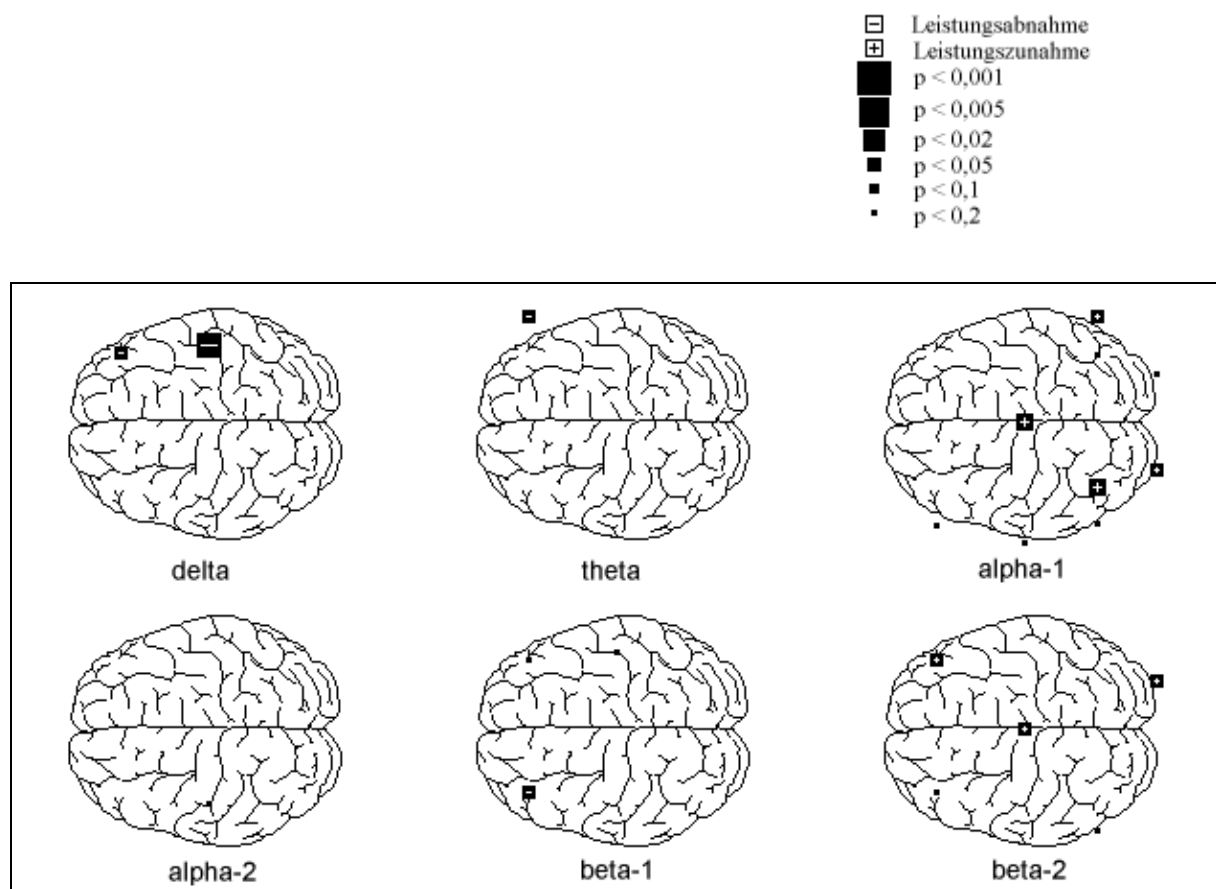 Leistungsabnahme
Leistungszunahme
p < 0,001
p < 0,005
p < 0,02
p < 0,05
p < 0,1
p < 0,2
delta
theta
alpha-1
alpha-2
beta-1
beta-2